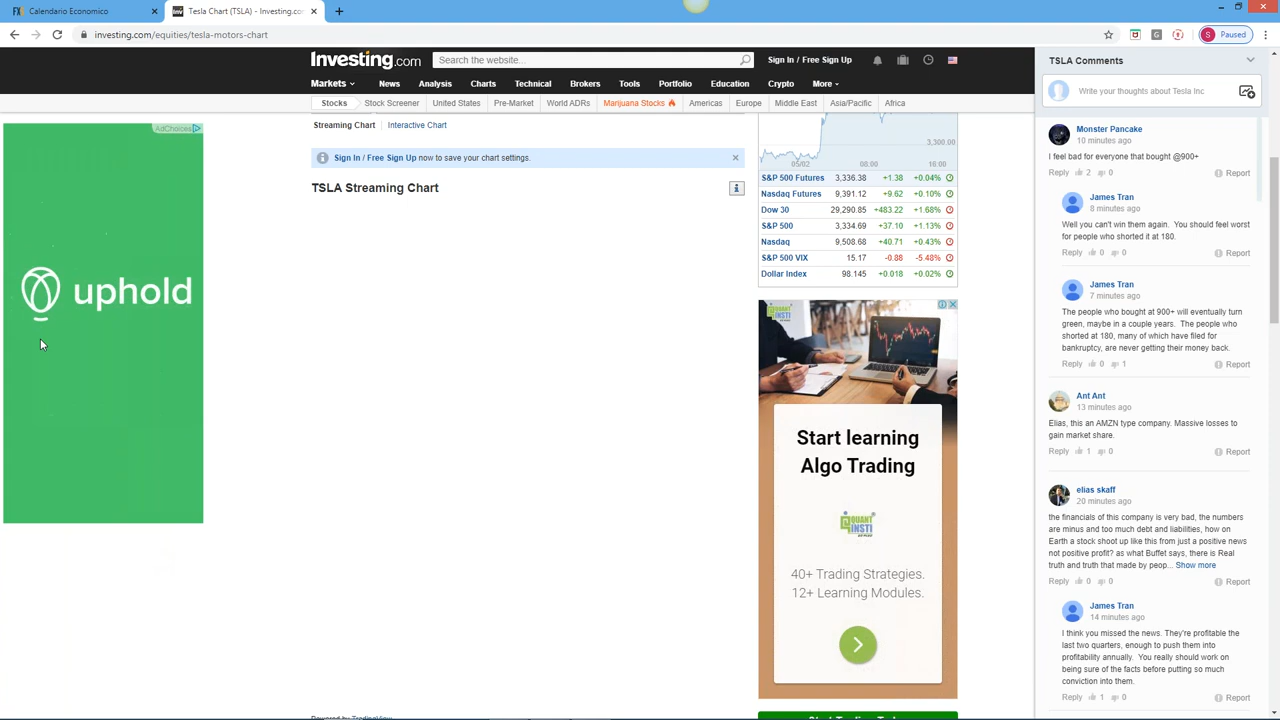 Calendario Economico
Tesla Chart (TSLA) - Investing.co
investing.com/equities/tesla-motors-chart
Paused
Investing.com
Search the website...
Sign In / Free Sign Up
Markets
News
Analysis
Charts
Technical
Brokers
Tools
Portfolio
Education
Crypto
More
Stocks
Stock Screener
United States
Pre-Market
World ADRs
Marijuana Stocks
Americas
Europe
Middle East
Asia/Pacific
Africa
AdChoices
uphold
Streaming Chart
Interactive Chart
Sign In / Free Sign Up now to save your chart settings.
TSLA Streaming Chart
3,300.00
05/02 08:00 16:00
S&P 500 Futures 3,336.38 +1.38 +0.04%
Nasdaq Futures 9,391.12 +9.62 +0.10%
Dow 30 29,290.85 +483.22 +1.68%
S&P 500 3,334.69 +37.10 +1.13%
Nasdaq 9,508.68 +40.71 +0.43%
S&P 500 VIX 15.17 -0.88 -5.48%
Dollar Index 98.145 +0.018 +0.02%
QUANT
INSTI
Start learning
Algo Trading
QUANT
INSTI
40+ Trading Strategies.
12+ Learning Modules.
TSLA Comments
Write your thoughts about Tesla Inc
Monster Pancake
10 minutes ago
I feel bad for everyone that bought @900+
Reply 2 0 Report
James Tran
8 minutes ago
Well you can't win them again. You should feel worst
for people who shorted it at 180.
Reply 0 0 Report
James Tran
7 minutes ago
The people who bought at 900+ will eventually turn
green, maybe in a couple years. The people who
shorted at 180, many of which have filed for
bankruptcy, are never getting their money back.
Reply 0 1 Report
Ant Ant
13 minutes ago
Elias, this an AMZN type company. Massive losses to
gain market share.
Reply 1 0 Report
elias skaff
20 minutes ago
the financials of this company is very bad, the numbers
are minus and too much debt and liabilities, how on
Earth a stock shoot up like this from just a positive news
not positive profit? as what Buffet says, there is Real
truth and truth that made by peop... Show more
Reply 0 0 Report
James Tran
14 minutes ago
I think you missed the news. They're profitable the
last two quarters, enough to push them into
profitability annually. You really should work on
being sure of the facts before putting so much
conviction into them.
Reply 1 0 Report